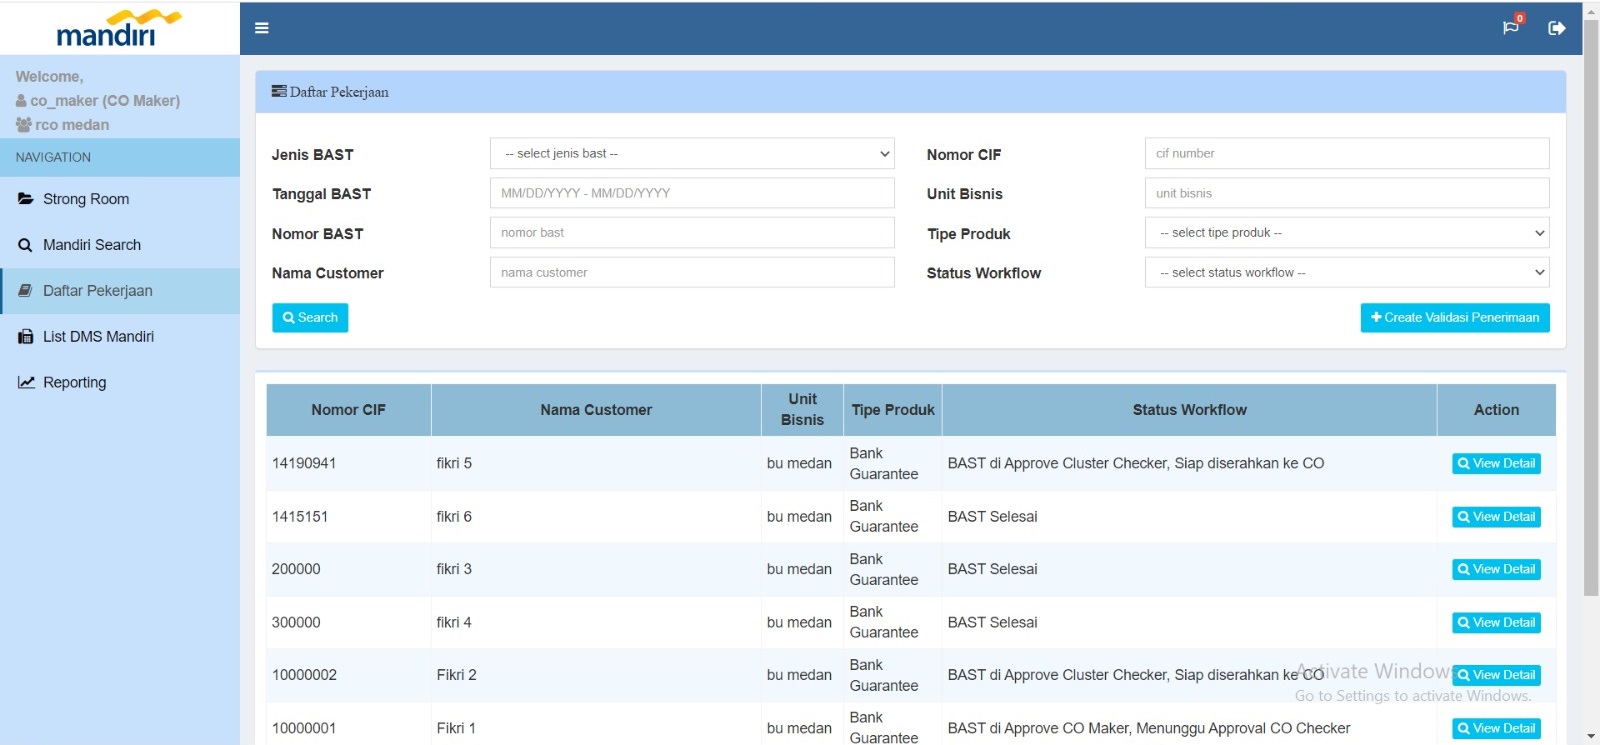 mandiri
0
Welcome,
co_maker (CO Maker)
rco medan
NAVIGATION
Strong Room
Mandiri Search
Daftar Pekerjaan
List DMS Mandiri
Reporting
Daftar Pekerjaan
Jenis BAST -- select jenis bast -- Nomor CIF cif number
Tanggal BAST MM/DD/YYYY - MM/DD/YYYY Unit Bisnis unit bisnis
Nomor BAST nomor bast Tipe Produk -- select tipe produk --
Nama Customer nama customer Status Workflow -- select status workflow --
Search + Create Validasi Penerimaan
Nomor CIF Nama Customer Unit Bisnis Tipe Produk Status Workflow Action
14190941 fikri 5 bu medan Bank Guarantee BAST di Approve Cluster Checker, Siap diserahkan ke CO View Detail
1415151 fikri 6 bu medan Bank Guarantee BAST Selesai View Detail
200000 fikri 3 bu medan Bank Guarantee BAST Selesai View Detail
300000 fikri 4 bu medan Bank Guarantee BAST Selesai View Detail
10000002 Fikri 2 bu medan Bank Guarantee BAST di Approve Cluster Checker, Siap diserahkan ke CO View Detail
10000001 Fikri 1 bu medan Bank Guarantee BAST di Approve CO Maker, Menunggu Approval CO Checker View Detail
Activate Windows
Go to Settings to activate Windows.